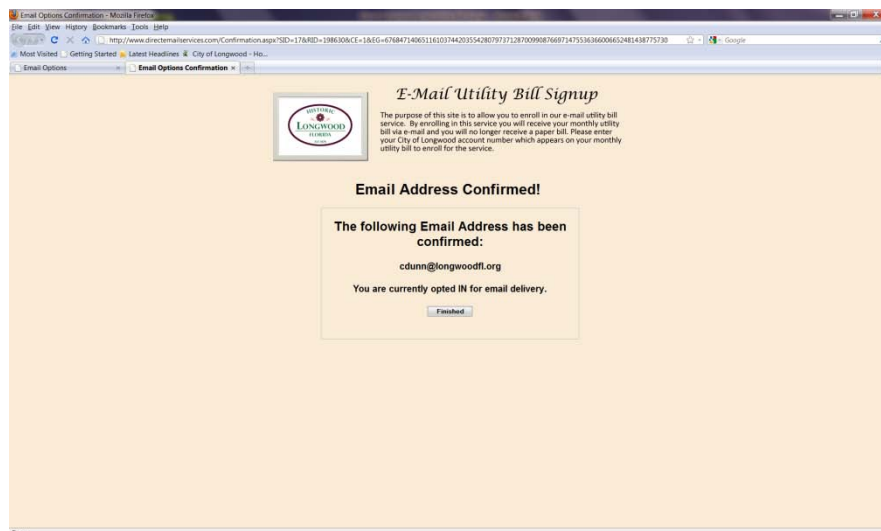 Email Options Confirmation - Mozilla Firefox
File Edit View History Bookmarks Tools Help
Most Visited Getting Started Latest Headlines City of Longwood - Ho...
Google
Email Options
Email Options Confirmation
E-Mail Utility Bill Signup
HISTORIC
LONGWOOD
FLORIDA
The purpose of this site is to allow you to enroll in our e-mail utility bill
service. By enrolling in this service you will receive your monthly utility
bill via e-mail and you will no longer receive a paper bill. Please enter
your City of Longwood account number which appears on your monthly
utility bill to enroll for the service.
Email Address Confirmed!
The following Email Address has been
confirmed:
cdunn@longwoodfl.org
You are currently opted IN for email delivery.
Finished